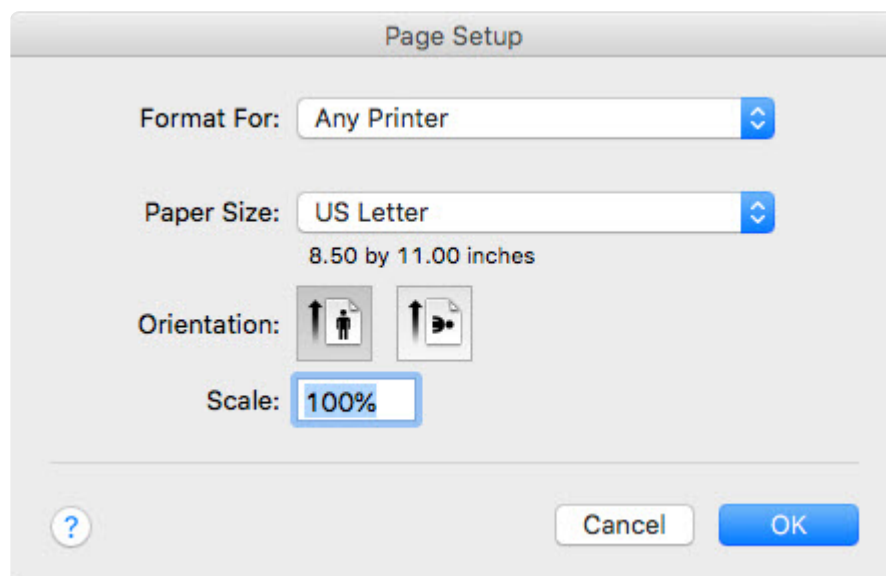 Page Setup
Format For: Any Printer
Paper Size: US Letter
8.50 by 11.00 inches
Orientation:
Scale: 100%
? Cancel OK